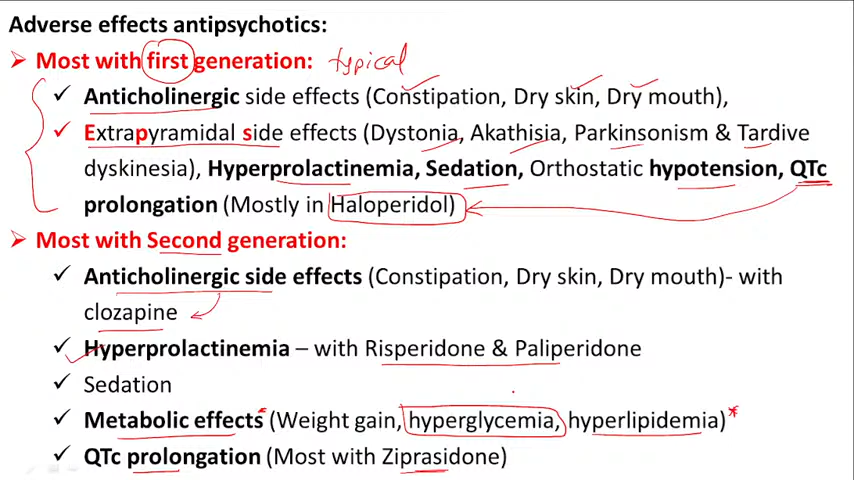 Adverse effects antipsychotics:
➢ Most with first generation: typical
✓ Anticholinergic side effects (Constipation, Dry skin, Dry mouth),
✓ Extrapyramidal side effects (Dystonia, Akathisia, Parkinsonism & Tardive
dyskinesia), Hyperprolactinemia, Sedation, Orthostatic hypotension, QTc
prolongation (Mostly in Haloperidol)
➢ Most with Second generation:
✓ Anticholinergic side effects (Constipation, Dry skin, Dry mouth)- with
clozapine
✓ Hyperprolactinemia – with Risperidone & Paliperidone
✓ Sedation
✓ Metabolic effects* (Weight gain, hyperglycemia, hyperlipidemia)*
✓ QTc prolongation (Most with Ziprasidone)